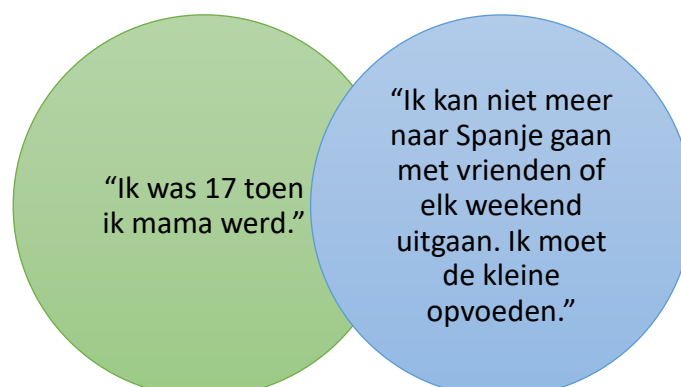 “Ik was 17 toen
ik mama werd.”
“Ik kan niet meer
naar Spanje gaan
met vrienden of
elk weekend
uitgaan. Ik moet
de kleine
opvoeden.”